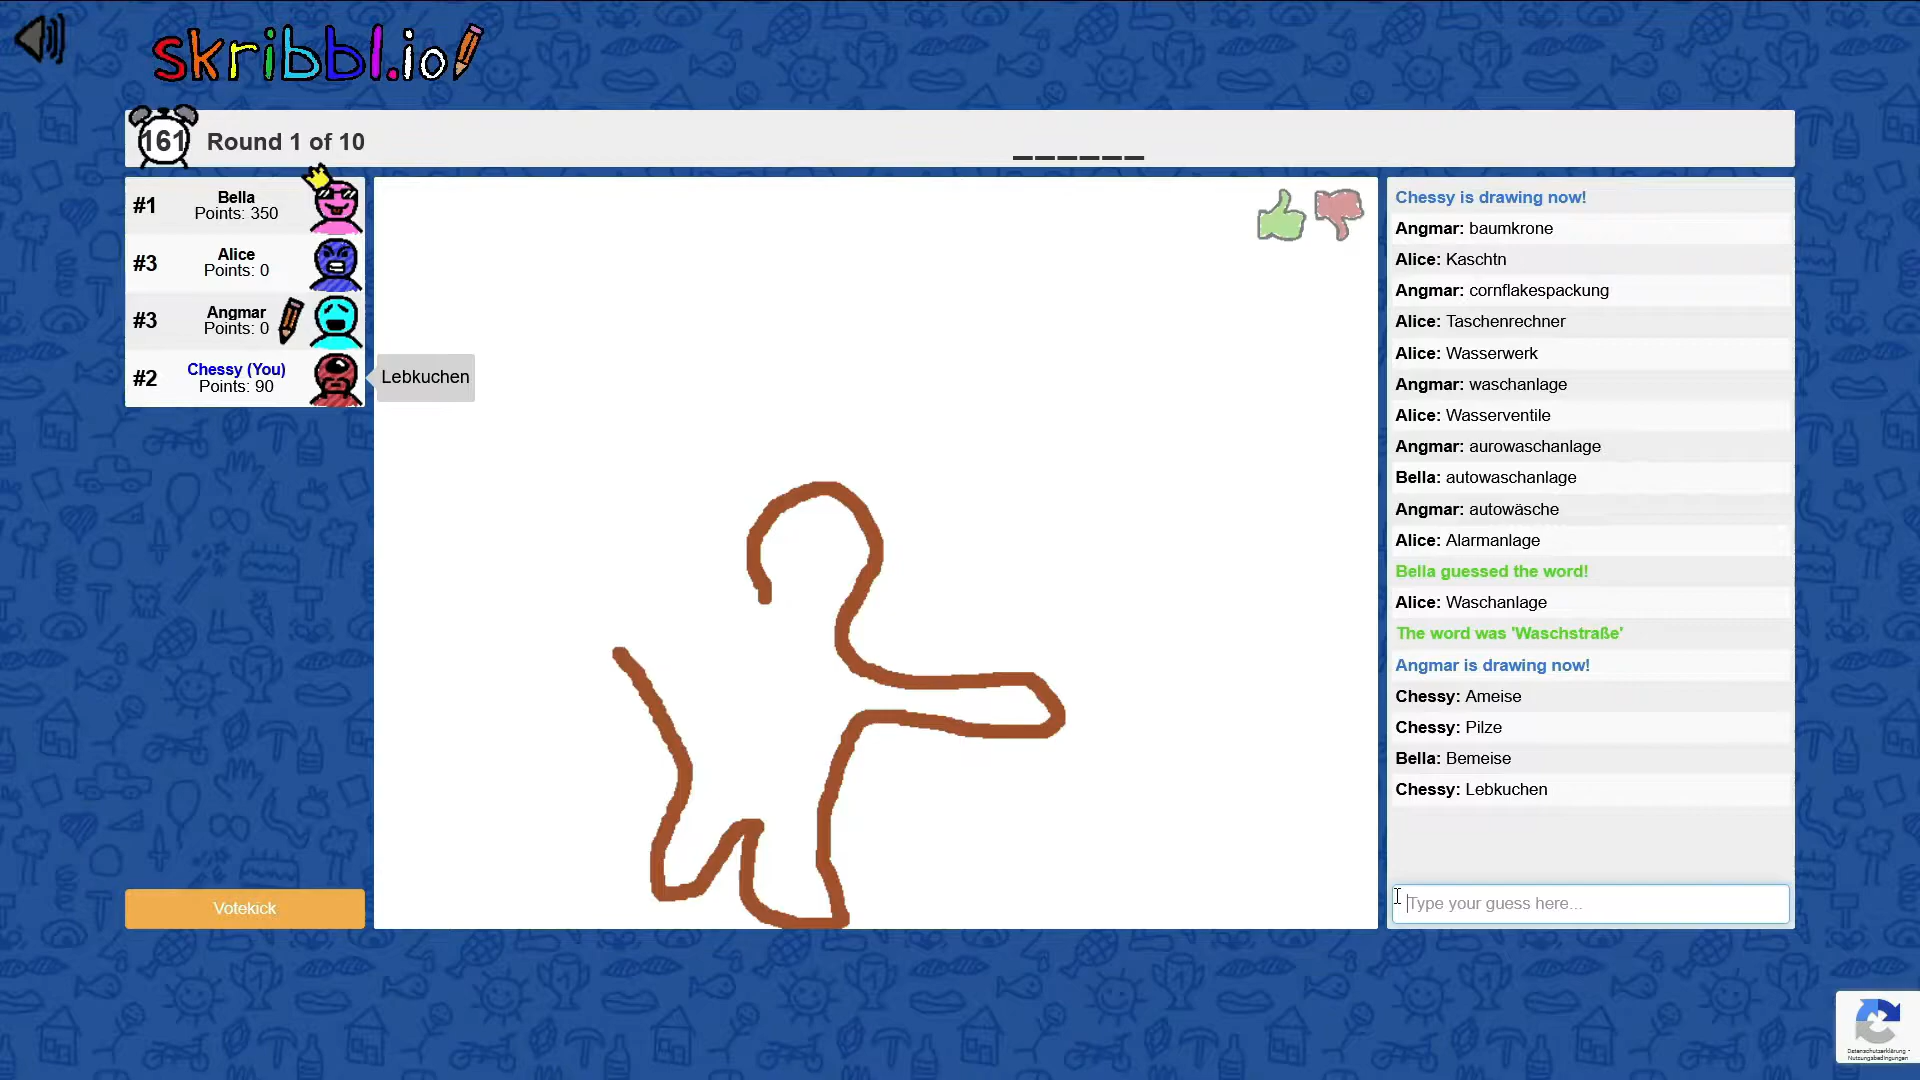 skribbl.io
161
Round 1 of 10
______
#1
Bella
Points: 350
#3
Alice
Points: 0
#3
Angmar
Points: 0
#2
Chessy (You)
Points: 90
Lebkuchen
Votekick
Chessy is drawing now!
Angmar: baumkrone
Alice: Kaschtn
Angmar: cornflakespackung
Alice: Taschenrechner
Alice: Wasserwerk
Angmar: waschanlage
Alice: Wasserventile
Angmar: aurowaschanlage
Bella: autowaschanlage
Angmar: autowäsche
Alice: Alarmanlage
Bella guessed the word!
Alice: Waschanlage
The word was 'Waschstraße'
Angmar is drawing now!
Chessy: Ameise
Chessy: Pilze
Bella: Bemeise
Chessy: Lebkuchen
Type your guess here...
Datenschutzerklärung -
Nutzungsbedingungen